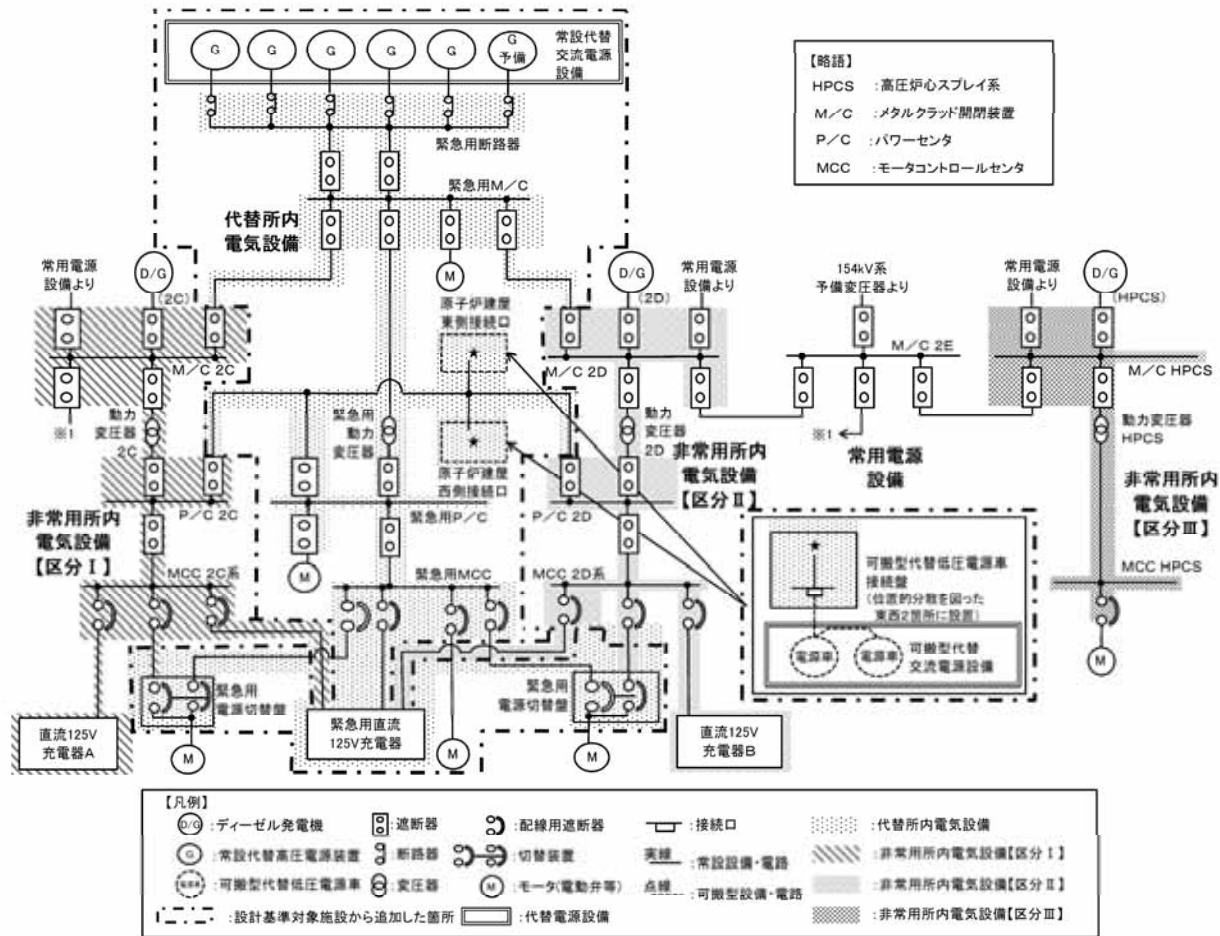 G
G
G
G
G
G
予備
常設代替
交流電源
設備
【略語】
HPCS :高圧炉心スプレイ系
M/C :メタルクラッド開閉装置
P/C :パワーセンタ
MCC :モータコントロールセンタ
緊急用断路器
緊急用M/C
代替所内
電気設備
常用電源
設備より
D/G
(2C)
M
原子炉建屋
東側接続口
★
D/G
(2D)
常用電源
設備より
154kV系
予備変圧器より
常用電源
設備より
D/G
(HPCS)
M/C 2C
M/C 2D
M/C 2E
M/C HPCS
※1
動力
変圧器
2C
緊急用
動力
変圧器
★
原子炉建屋
西側接続口
動力
変圧器
2D
※1
常用電源
設備
動力変圧器
HPCS
非常用所内
電気設備
【区分Ⅱ】
非常用所内
電気設備
【区分Ⅲ】
P/C 2C
緊急用P/C
P/C 2D
非常用所内
電気設備
【区分Ⅰ】
M
MCC 2C系
緊急用MCC
MCC 2D系
MCC HPCS
★
可搬型代替低圧電源車
接続盤
(位置的分散を図った
東西2箇所に設置)
電源車
電源車
可搬型代替
交流電源設備
M
緊急用
電源切替盤
緊急用
電源切替盤
直流125V
充電器A
M
緊急用直流
125V充電器
M
M
直流125V
充電器B
【凡例】
D/G :ディーゼル発電機
:遮断器
:配線用遮断器
:接続口
:代替所内電気設備
G :常設代替高圧電源装置
:断路器
:切替装置
実線 :常設設備・電路
:非常用所内電気設備【区分Ⅰ】
電源車 :可搬型代替低圧電源車
:変圧器
M :モータ(電動弁等)
点線 :可搬型設備・電路
:非常用所内電気設備【区分Ⅱ】
:設計基準対象施設から追加した箇所
:代替電源設備
:非常用所内電気設備【区分Ⅲ】